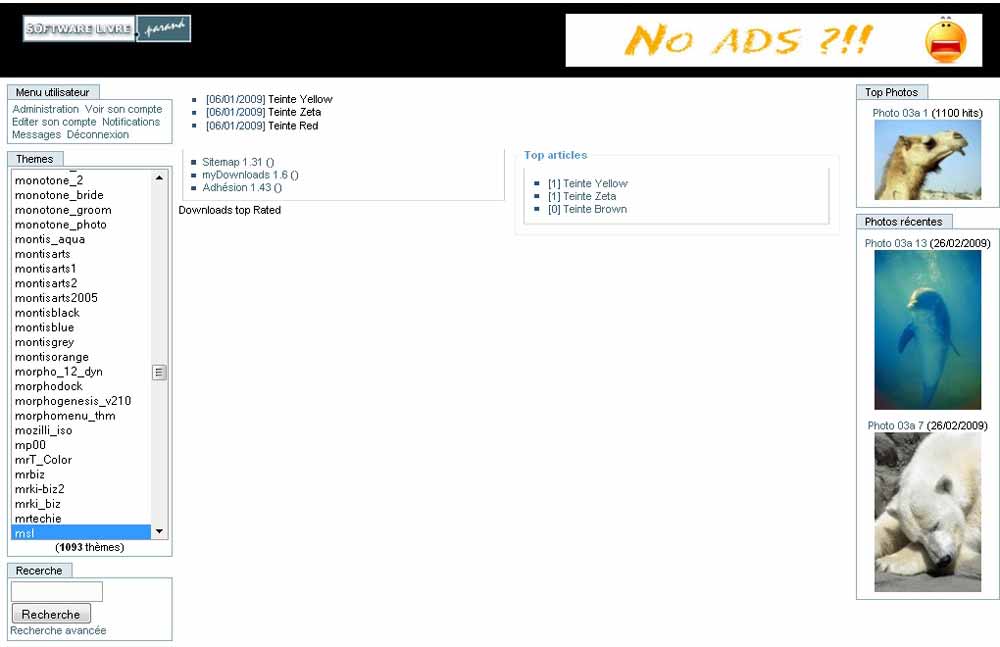 SOFTWARE LIVRE paraná
No ADS ?!!
Menu utilisateur
Administration Voir son compte
Editer son compte Notifications
Messages Déconnexion
Themes
monotone_2
monotone_bride
monotone_groom
monotone_photo
montis_aqua
montisarts
montisarts1
montisarts2
montisarts2005
montisblack
montisblue
montisgrey
montisorange
morpho_12_dyn
morphodock
morphogenesis_v210
morphomenu_thm
mozilli_iso
mp00
mrT_Color
mrbiz
mrki-biz2
mrki_biz
mrtechie
msl
(1093 thèmes)
Recerche
Recherche
Recherche avancée
[06/01/2009] Teinte Yellow
[06/01/2009] Teinte Zeta
[06/01/2009] Teinte Red
Sitemap 1.31 ()
myDownloads 1.6 ()
Adhésion 1.43 ()
Downloads top Rated
Top articles
[1] Teinte Yellow
[1] Teinte Zeta
[0] Teinte Brown
Top Photos
Photo 03a 1 (1100 hits)
Photos récentes
Photo 03a 13 (26/02/2009)
Photo 03a 7 (26/02/2009)